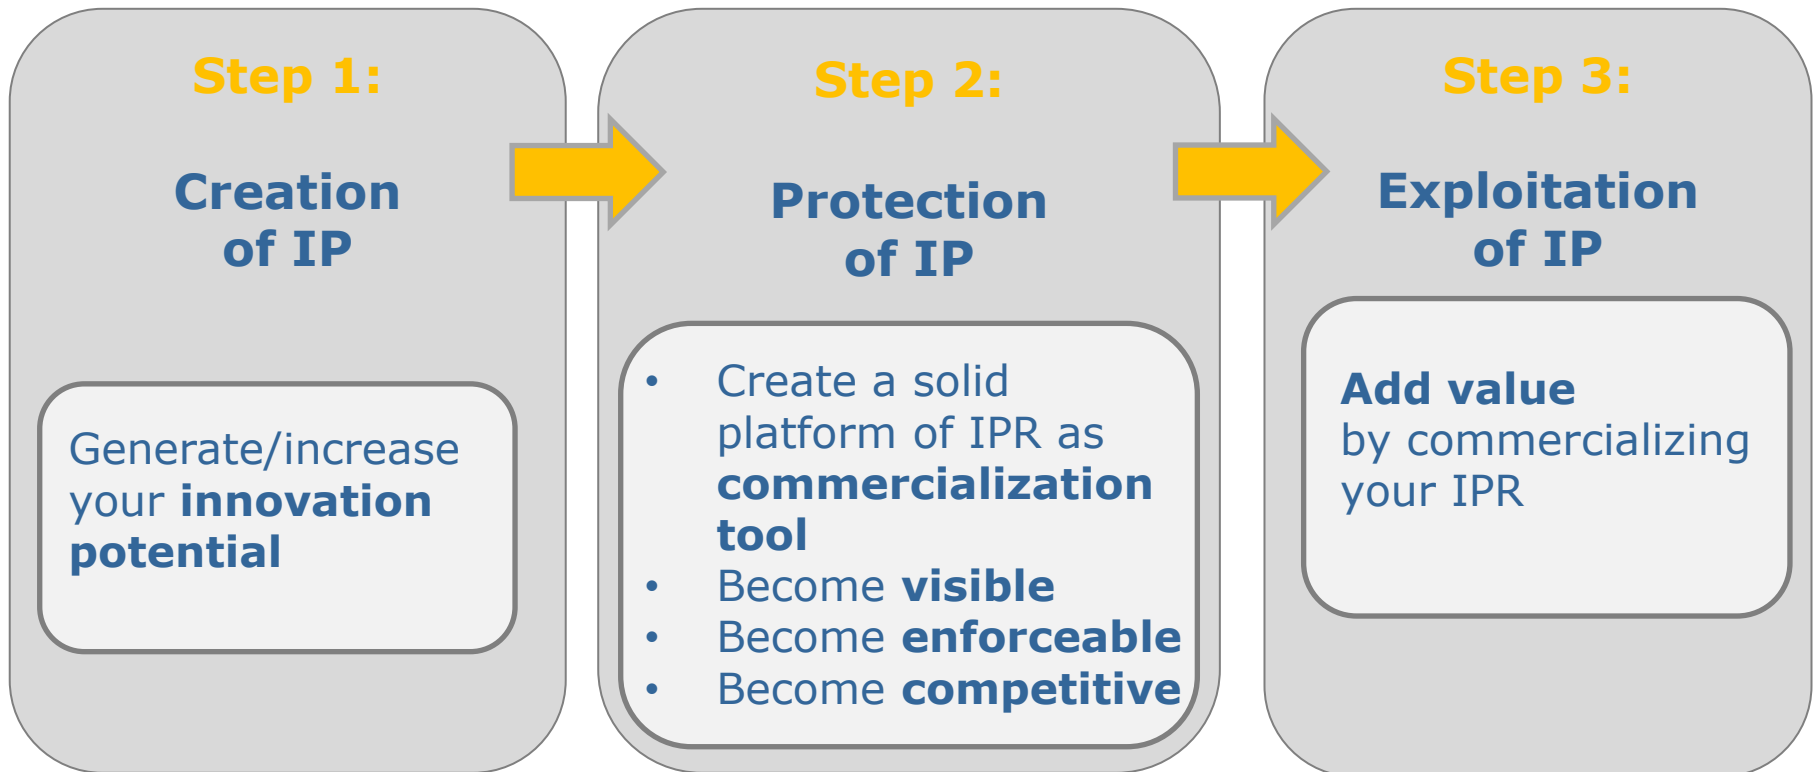 Step 1:
Creation
of IP
Generate/increase
your innovation
potential
Step 2:
Protection
of IP
• Create a solid
platform of IPR as
commercialization
tool
• Become visible
• Become enforceable
• Become competitive
Step 3:
Exploitation
of IP
Add value
by commercializing
your IPR